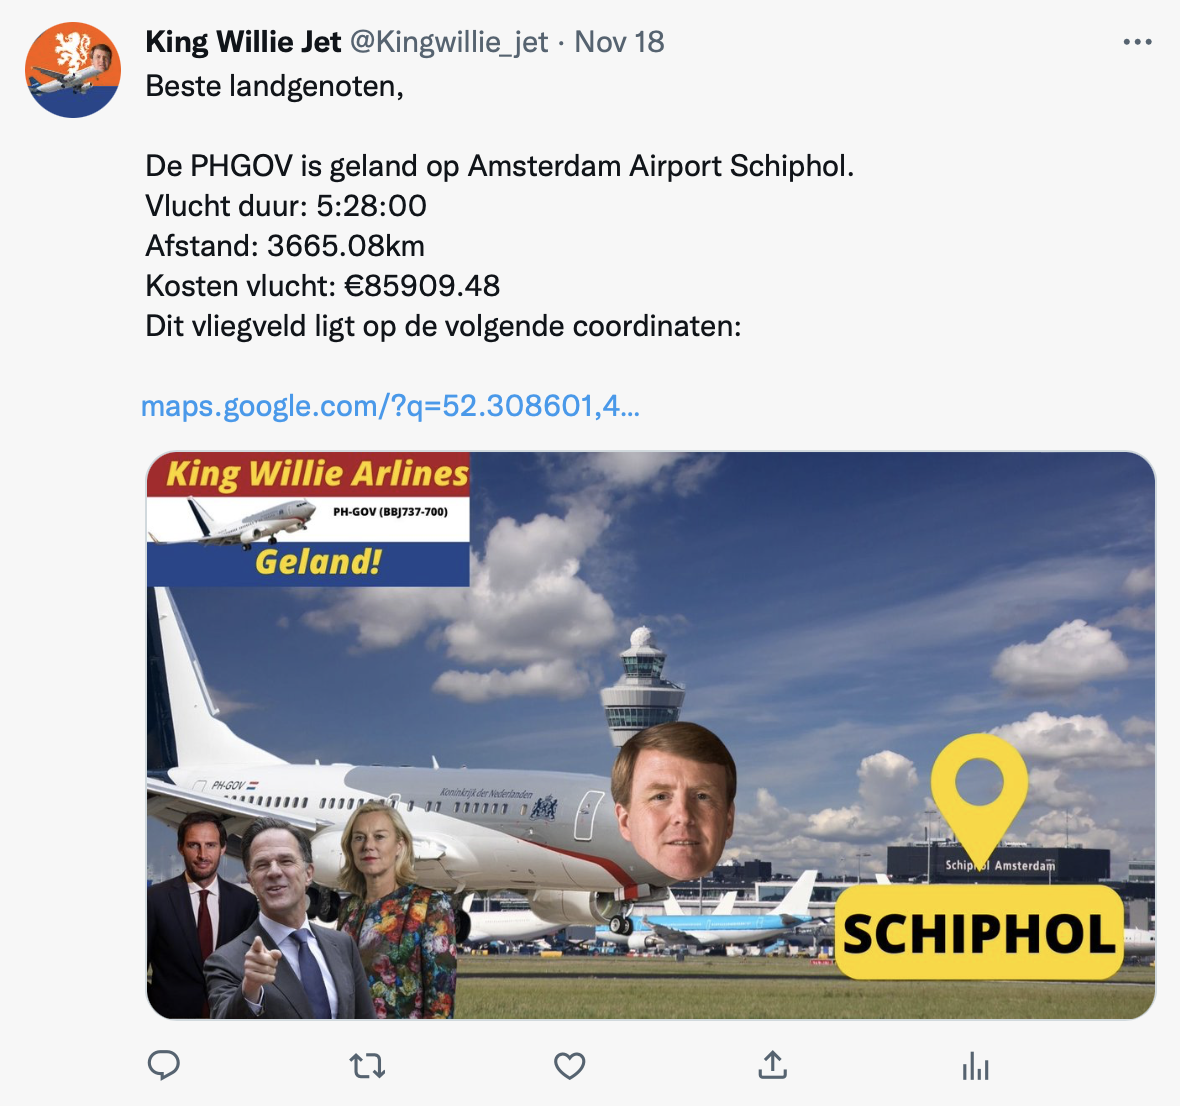 King Willie Jet @Kingwillie_jet · Nov 18
Beste landgenoten,
De PHGOV is geland op Amsterdam Airport Schiphol.
Vlucht duur: 5:28:00
Afstand: 3665.08km
Kosten vlucht: €85909.48
Dit vliegveld ligt op de volgende coordinaten:
maps.google.com/?q=52.308601,4...
King Willie Arlines
PH-GOV (BBJ737-700)
Geland!
PH-GOV
Koninkrijk der Nederlanden
Schiphol Amsterdam
SCHIPHOL